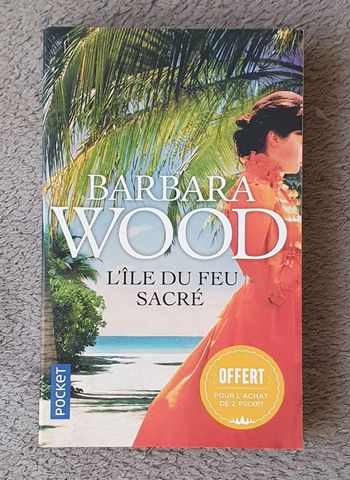 BARBARA
WOOD
L'ÎLE DU FEU
SACRÉ
POCKET
OFFERT
POUR L'ACHAT
DE 2 POCKET